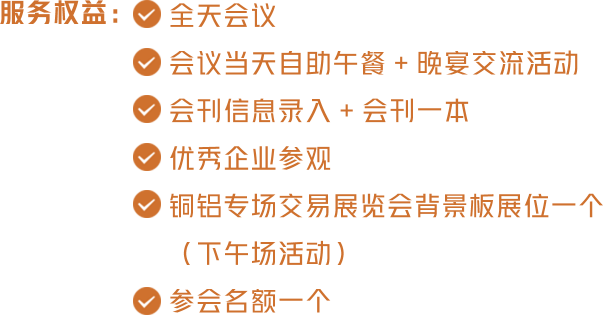 服务权益：全天会议
会议当天自助午餐 + 晚宴交流活动
会刊信息录入 + 会刊一本
优秀企业参观
铜铝专场交易展览会背景板展位一个
（下午场活动）
参会名额一个